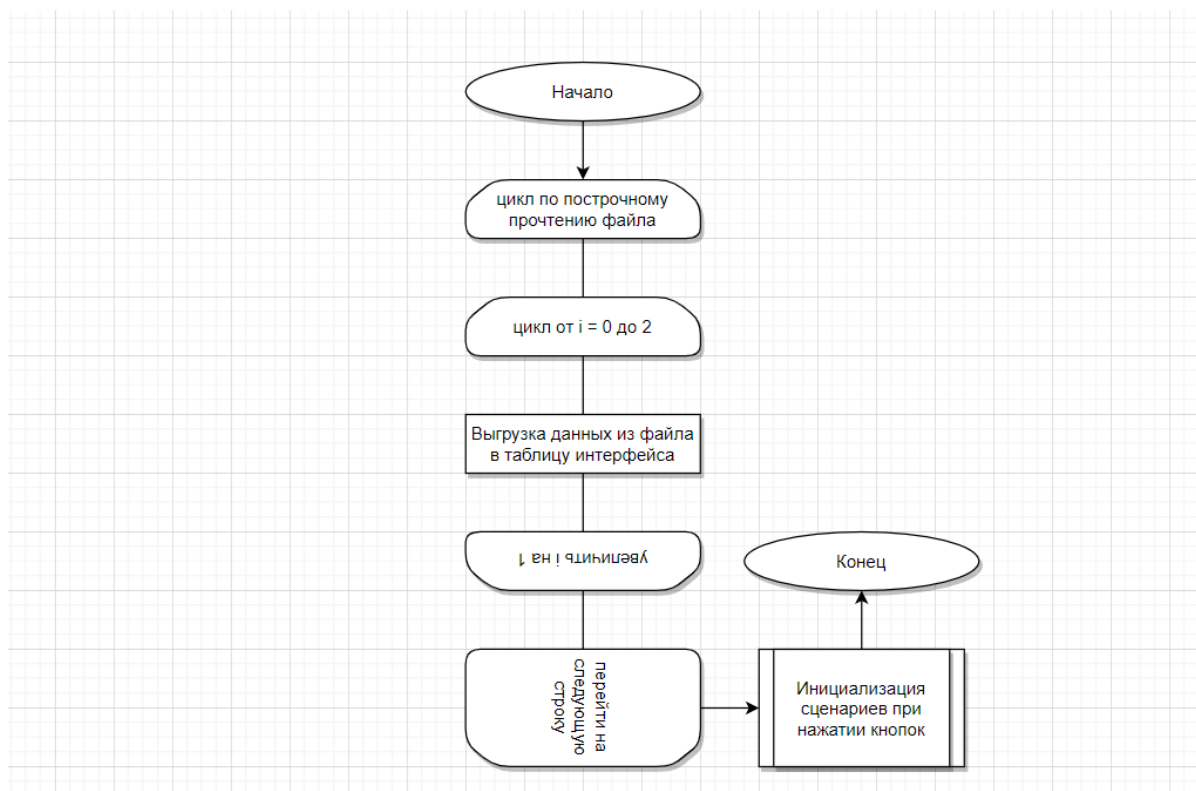 Начало
цикл по построчному
прочтению файла
цикл от i = 0 до 2
Выгрузка данных из файла
в таблицу интерфейса
увеличить i на 1
Конец
перейти на
следующую
строку
Инициализация
сценариев при
нажатии кнопок